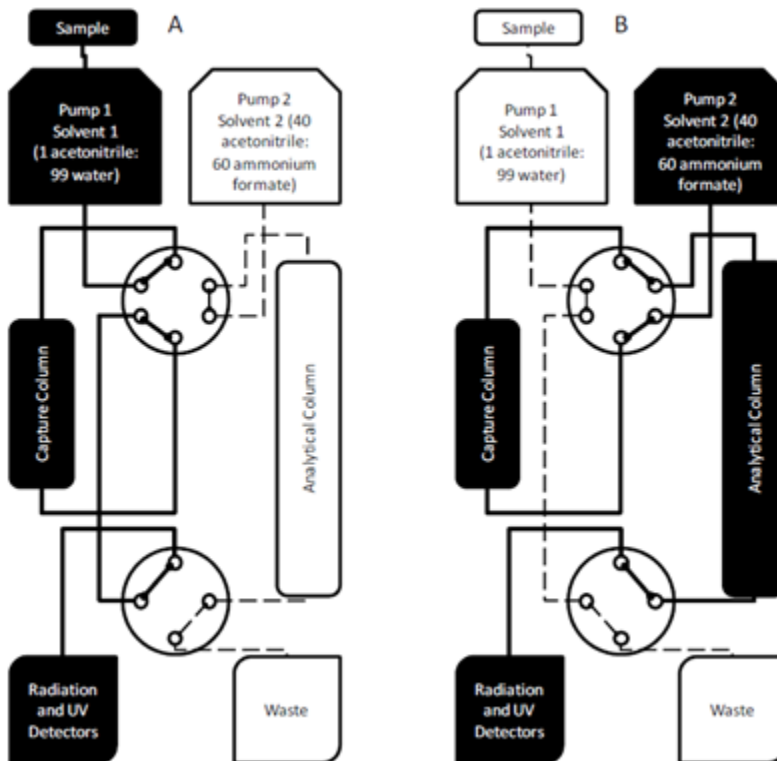 Sample
A
Pump 1
Solvent 1
(1 acetonitrile:
99 water)
Pump 2
Solvent 2 (40
acetonitrile:
60 ammonium
formate)
Capture Column
Analytical Column
Radiation
and UV
Detectors
Waste
Sample
B
Pump 1
Solvent 1
(1 acetonitrile:
99 water)
Pump 2
Solvent 2 (40
acetonitrile:
60 ammonium
formate)
Capture Column
Analytical Column
Radiation
and UV
Detectors
Waste